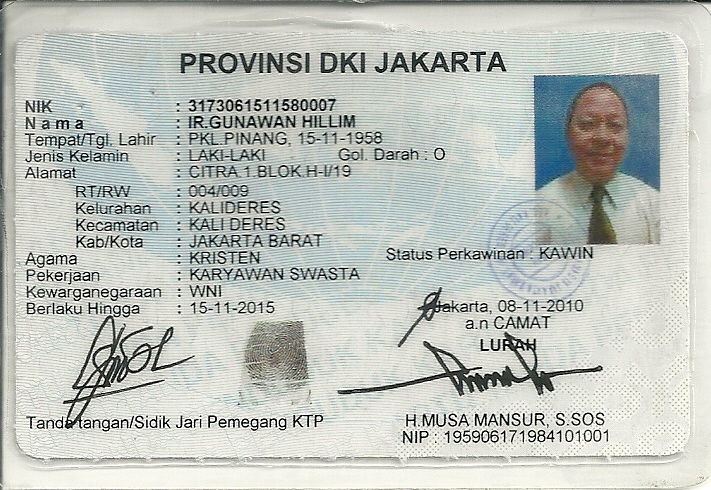 PROVINSI DKI JAKARTA
NIK : 3173061511580007
Nama : IR.GUNAWAN HILLIM
Tempat/Tgl. Lahir : PKL.PINANG, 15-11-1958
Jenis Kelamin : LAKI-LAKI Gol. Darah : O
Alamat : CITRA.1.BLOK.H-I/19
RT/RW : 004/009
Kelurahan : KALIDERES
Kecamatan : KALI DERES
Kab/Kota : JAKARTA BARAT
Agama : KRISTEN Status Perkawinan : KAWIN
Pekerjaan : KARYAWAN SWASTA
Kewarganegaraan : WNI
Berlaku Hingga : 15-11-2015 Jakarta, 08-11-2010
a.n CAMAT
LURAH
Tanda tangan/Sidik Jari Pemegang KTP H.MUSA MANSUR, S.SOS
NIP : 195906171984101001